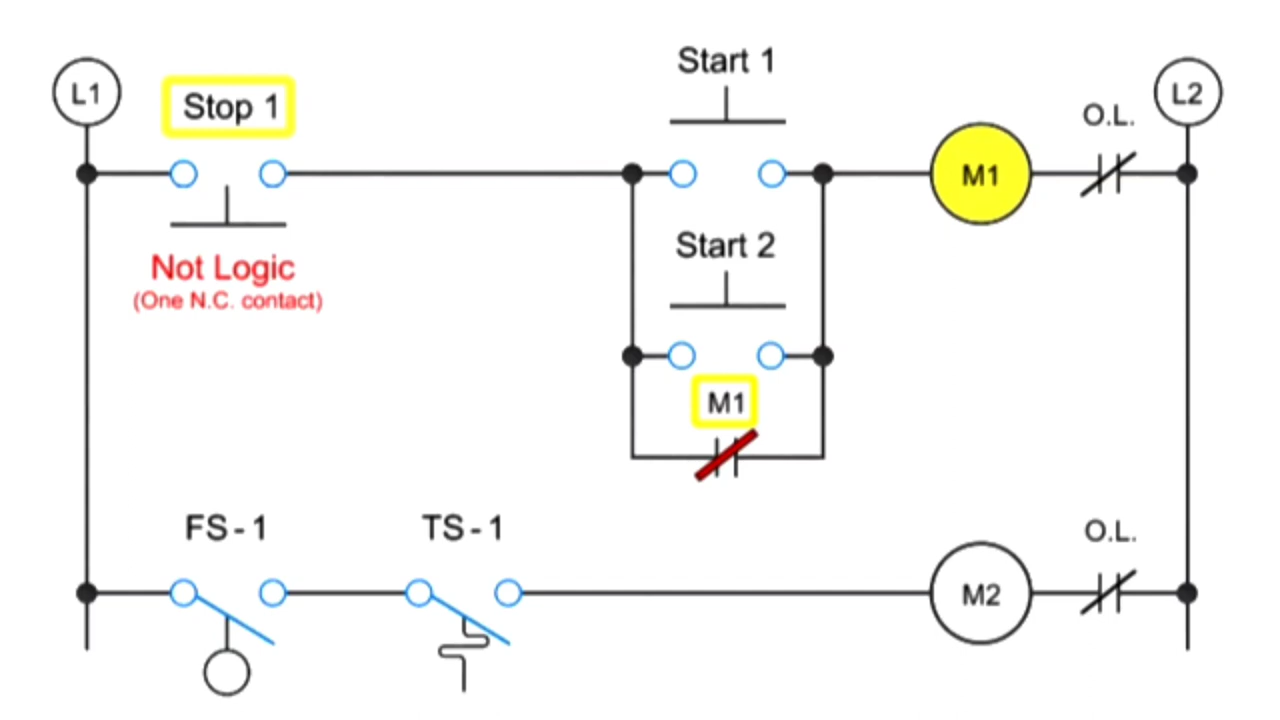 Start 1
L1
Stop 1
L2
O.L.
M1
Start 2
Not Logic
(One N.C. contact)
M1
FS - 1
TS - 1
O.L.
M2